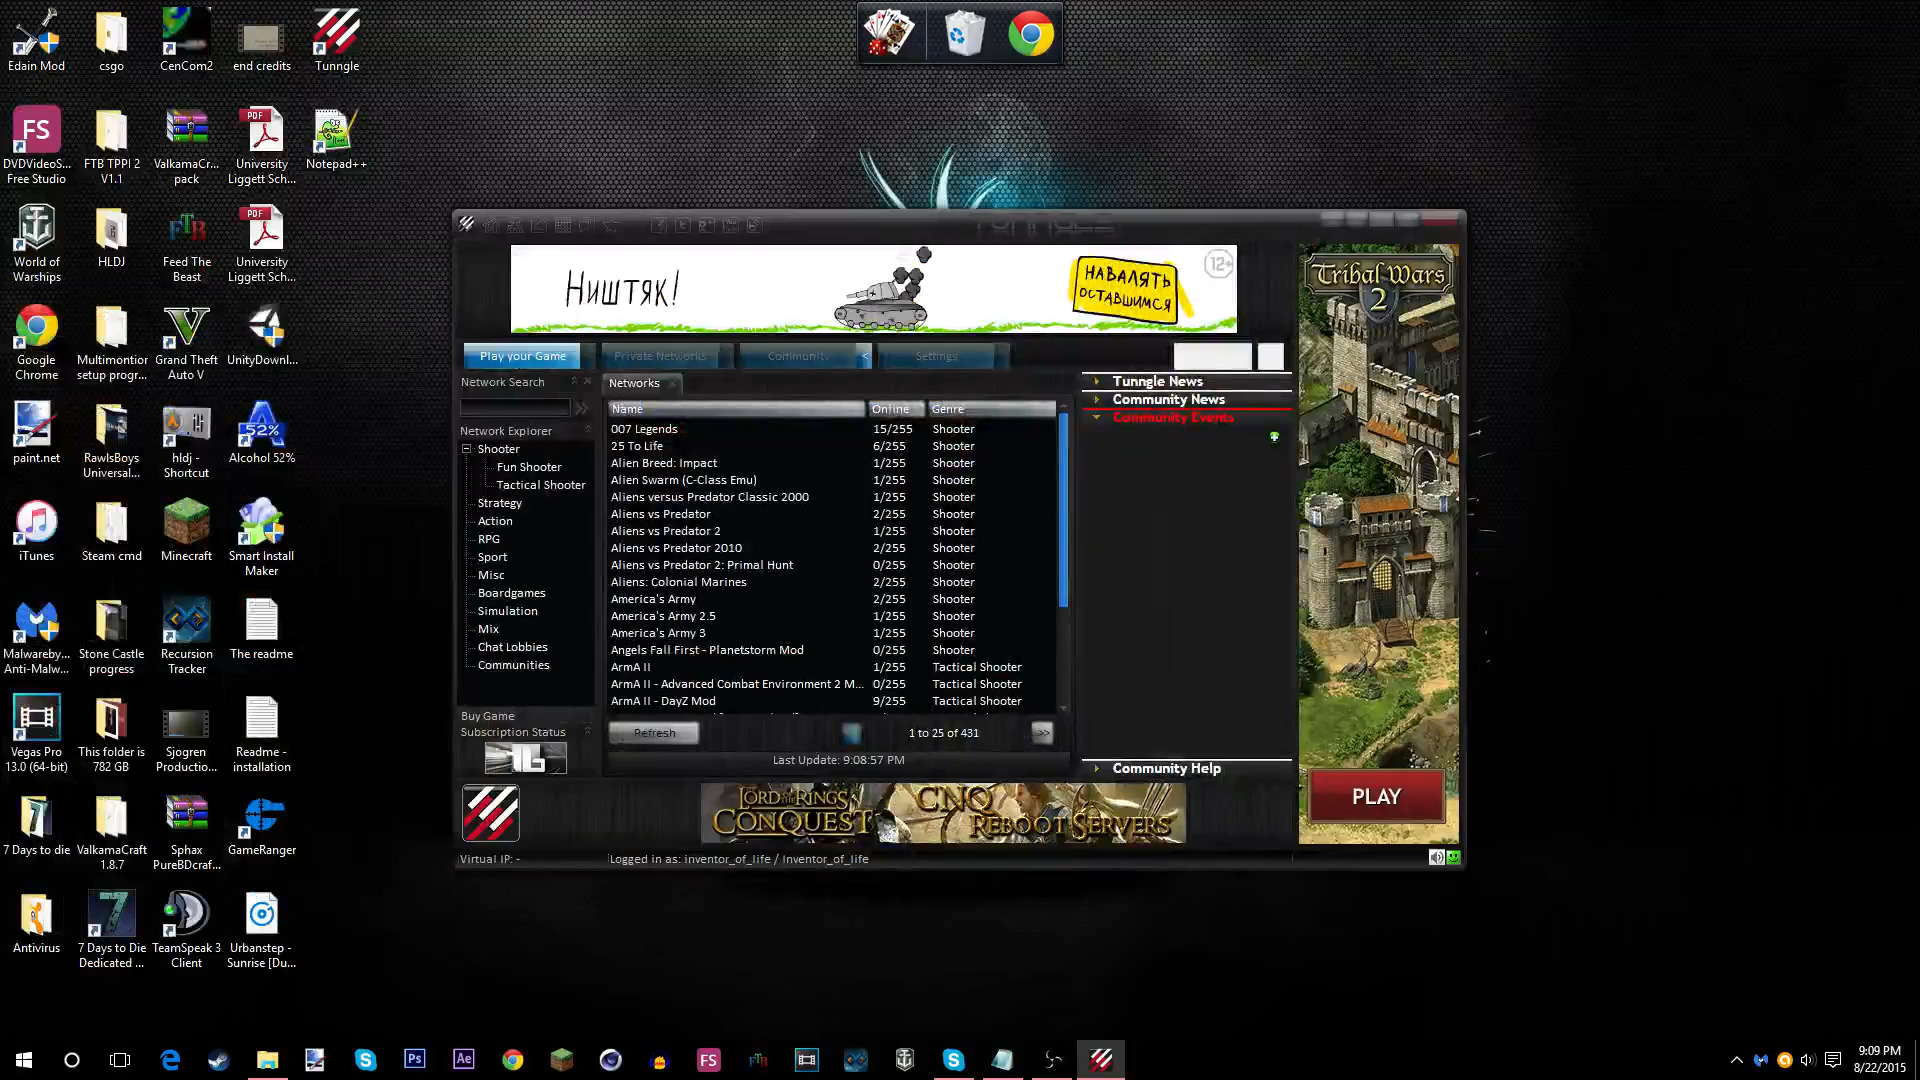 Edain Mod
csgo
CenCom2
end credits
Tunngle
FS
DVDVideoS...
Free Studio
FTB TPPI 2
V1.1
ValkamaCr...
pack
PDF
University
Liggett Sch...
Notepad++
World of
Warships
HLDJ
FTB
Feed The
Beast
PDF
University
Liggett Sch...
Google
Chrome
Multimontior
setup progr...
Grand Theft
Auto V
UnityDownl...
paint.net
RawlsBoys
Universal...
hldj -
Shortcut
52%
Alcohol 52%
iTunes
Steam cmd
Minecraft
Smart Install
Maker
Malwareby...
Anti-Malw...
Stone Castle
progress
Recursion
Tracker
The readme
Vegas Pro
13.0 (64-bit)
This folder is
782 GB
Sjogren
Productio...
Readme -
installation
7 Days to die
ValkamaCraft
1.8.7
Sphax
PureBDcraf...
GameRanger
Antivirus
7 Days to Die
Dedicated ...
TeamSpeak 3
Client
Urbanstep -
Sunrise [Du...
Ништяк!
НАВАЛЯТЬ
ОСТАВШИМСЯ
12+
Play your Game
Private Networks
Community
<
Settings
Network Search
Network Explorer
Shooter
Fun Shooter
Tactical Shooter
Strategy
Action
RPG
Sport
Misc
Boardgames
Simulation
Mix
Chat Lobbies
Communities
Buy Game
Subscription Status
Networks
Name Online Genre
007 Legends 15/255 Shooter
25 To Life 6/255 Shooter
Alien Breed: Impact 1/255 Shooter
Alien Swarm (C-Class Emu) 1/255 Shooter
Aliens versus Predator Classic 2000 1/255 Shooter
Aliens vs Predator 2/255 Shooter
Aliens vs Predator 2 1/255 Shooter
Aliens vs Predator 2010 2/255 Shooter
Aliens vs Predator 2: Primal Hunt 0/255 Shooter
Aliens: Colonial Marines 2/255 Shooter
America's Army 2/255 Shooter
America's Army 2.5 1/255 Shooter
America's Army 3 1/255 Shooter
Angels Fall First - Planetstorm Mod 0/255 Shooter
ArmA II 1/255 Tactical Shooter
ArmA II - Advanced Combat Environment 2 M... 0/255 Tactical Shooter
ArmA II - DayZ Mod 9/255 Tactical Shooter
Refresh
1 to 25 of 431
>>
Last Update: 9:08:57 PM
Tunngle News
Community News
Community Events
Community Help
Tribal Wars
2
PLAY
THE LORD OF THE RINGS
CONQUEST
CNQ
REBOOT SERVERS
Virtual IP: -
Logged in as: inventor_of_life / Inventor_of_life
Ps
Ae
FS
FTB
9:09 PM
8/22/2015